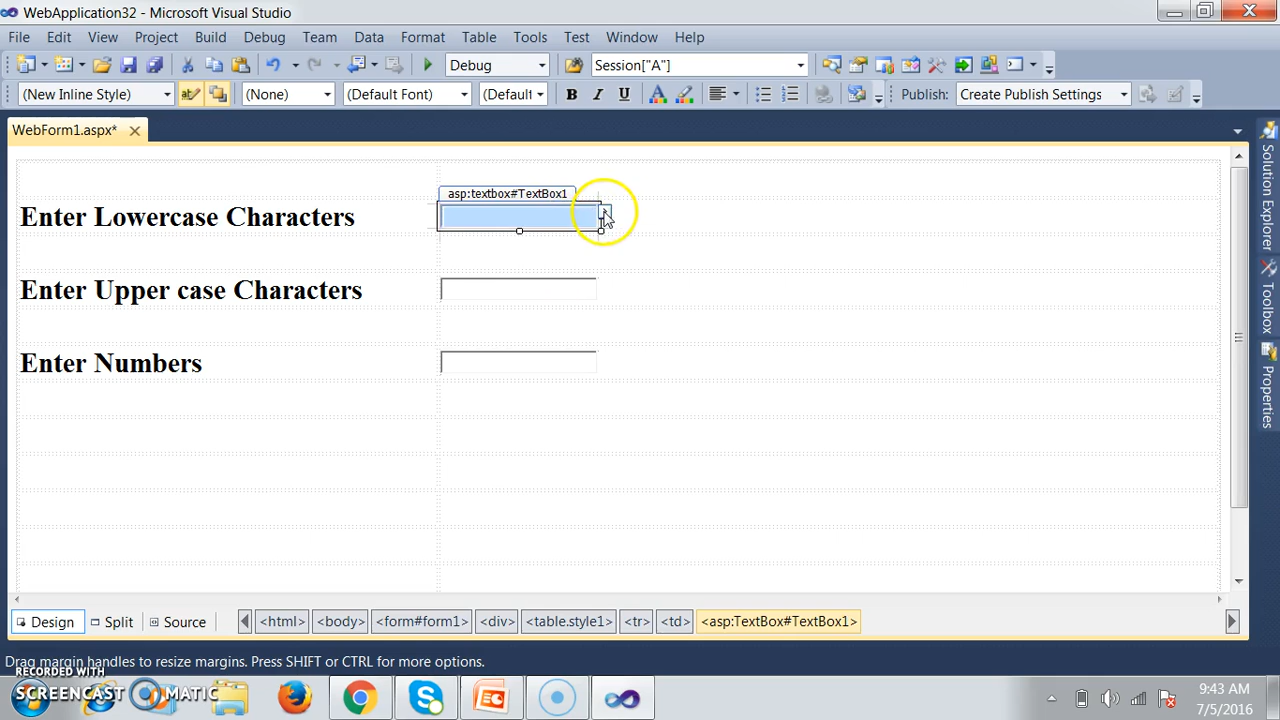 WebApplication32 - Microsoft Visual Studio
File Edit View Project Build Debug Team Data Format Table Tools Test Window Help
Debug Session["A"]
(New Inline Style) (None) (Default Font) (Default B I U A Publish: Create Publish Settings
WebForm1.aspx*
asp:textbox#TextBox1
Enter Lowercase Characters
Enter Upper case Characters
Enter Numbers
Solution Explorer
Toolbox
Properties
Design Split Source <html> <body> <form#form1> <div> <table.style1> <tr> <td> <asp:TextBox#TextBox1>
Drag margin handles to resize margins. Press SHIFT or CTRL for more options.
RECORDED WITH
SCREENCAST MATIC
9:43 AM
7/5/2016